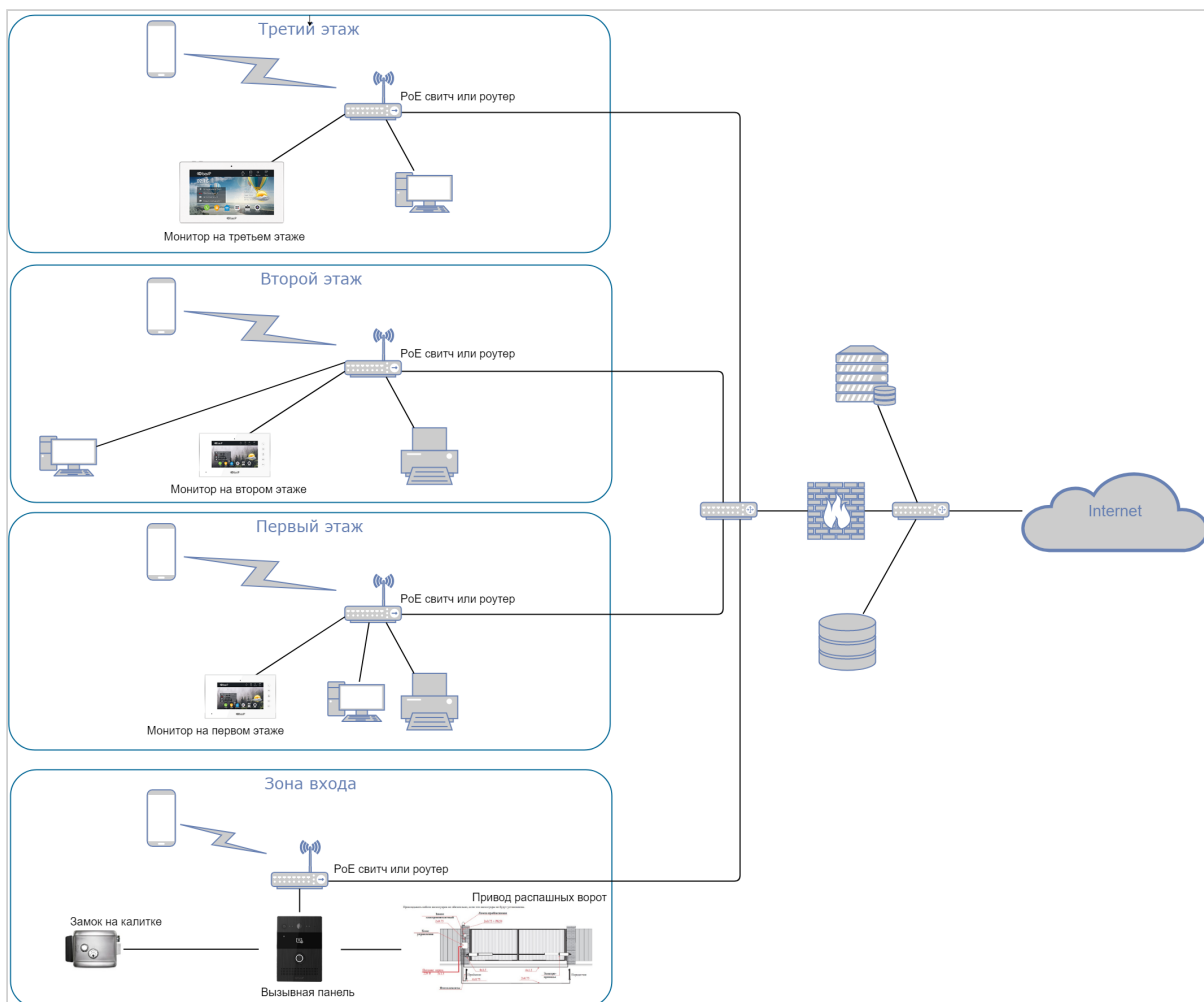 Третий этаж
PoE свитч или роутер
Монитор на третьем этаже
Второй этаж
PoE свитч или роутер
Монитор на втором этаже
Первый этаж
PoE свитч или роутер
Монитор на первом этаже
Internet
Зона входа
PoE свитч или роутер
Привод распашных ворот
Замок на калитке
Вызывная панель